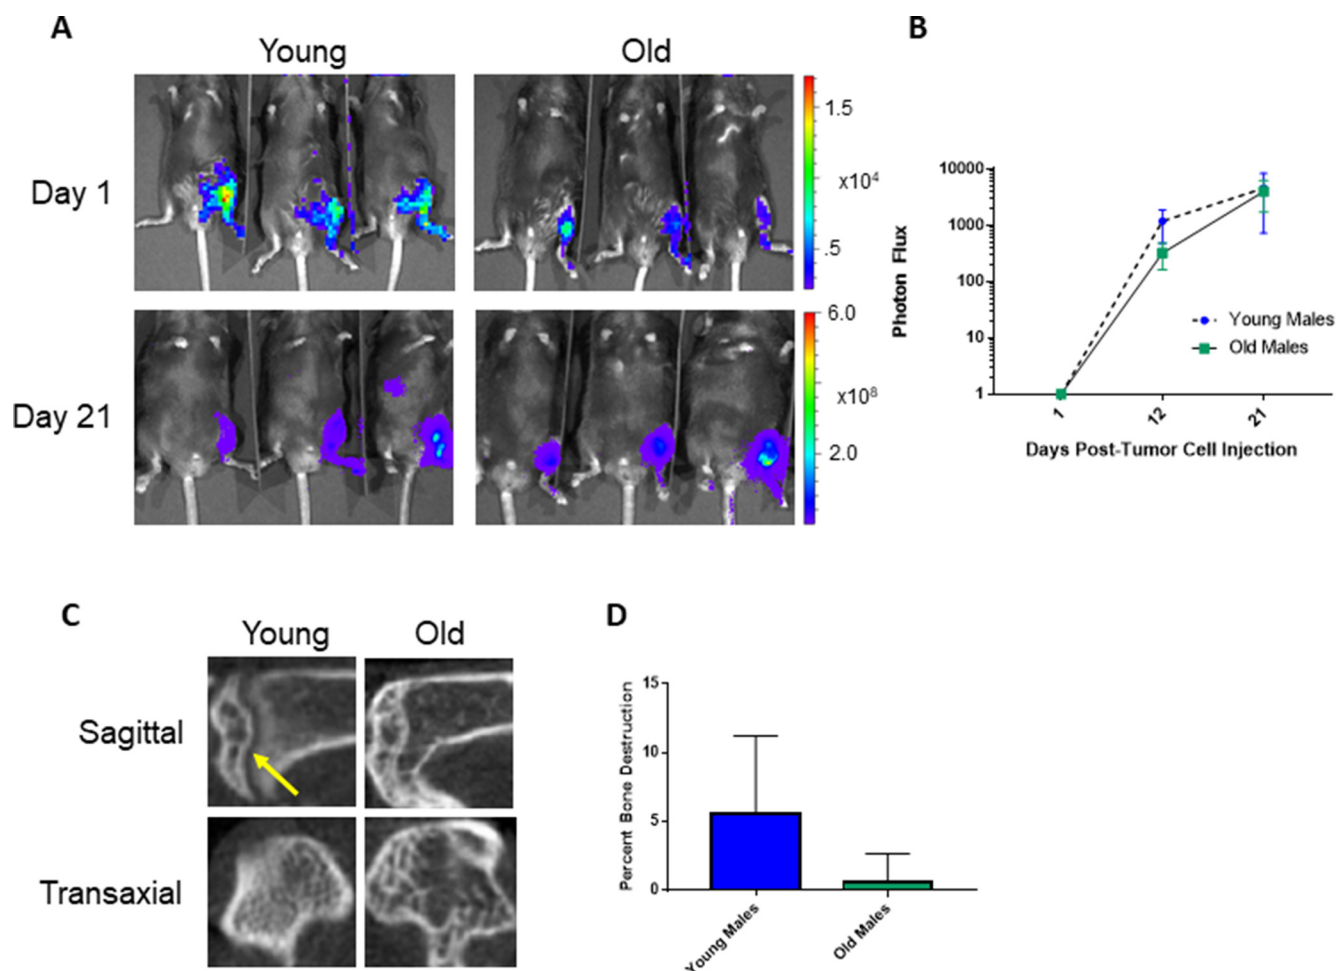 A
Young
Old
Day 1
1.5
x10⁴
.5
Day 21
6.0
x10⁸
2.0
B
Photon Flux
10000
1000
100
10
1
Young Males
Old Males
1
12
21
Days Post-Tumor Cell Injection
C
Young
Old
Sagittal
Transaxial
D
Percent Bone Destruction
15
10
5
0
Young Males
Old Males